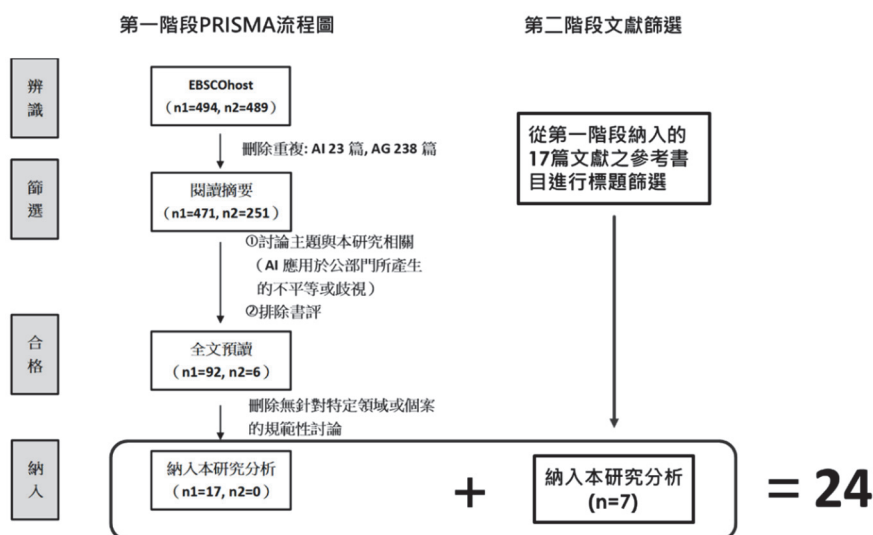 第一階段PRISMA流程圖
第二階段文獻篩選
辨
識
EBSCOhost
（n1=494, n2=489）
刪除重複: AI 23 篇, AG 238 篇
篩
選
閱讀摘要
（n1=471, n2=251）
從第一階段納入的
17篇文獻之參考書
目進行標題篩選
①討論主題與本研究相關
（AI 應用於公部門所產生
的不平等或歧視）
②排除書評
合
格
全文預讀
（n1=92, n2=6）
刪除無針對特定領域或個案
的規範性討論
納
入
納入本研究分析
（n1=17, n2=0）
+
納入本研究分析
(n=7)
= 24